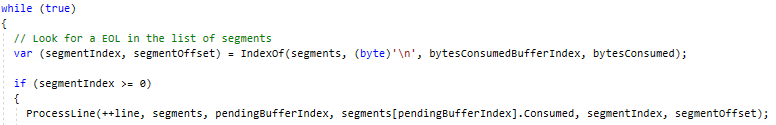 while (true)
{
// Look for a EOL in the list of segments
var (segmentIndex, segmentOffset) = IndexOf(segments, (byte)'\n', bytesConsumedBufferIndex, bytesConsumed);
if (segmentIndex >= 0)
{
ProcessLine(++line, segments, pendingBufferIndex, segments[pendingBufferIndex].Consumed, segmentIndex, segmentOffset);